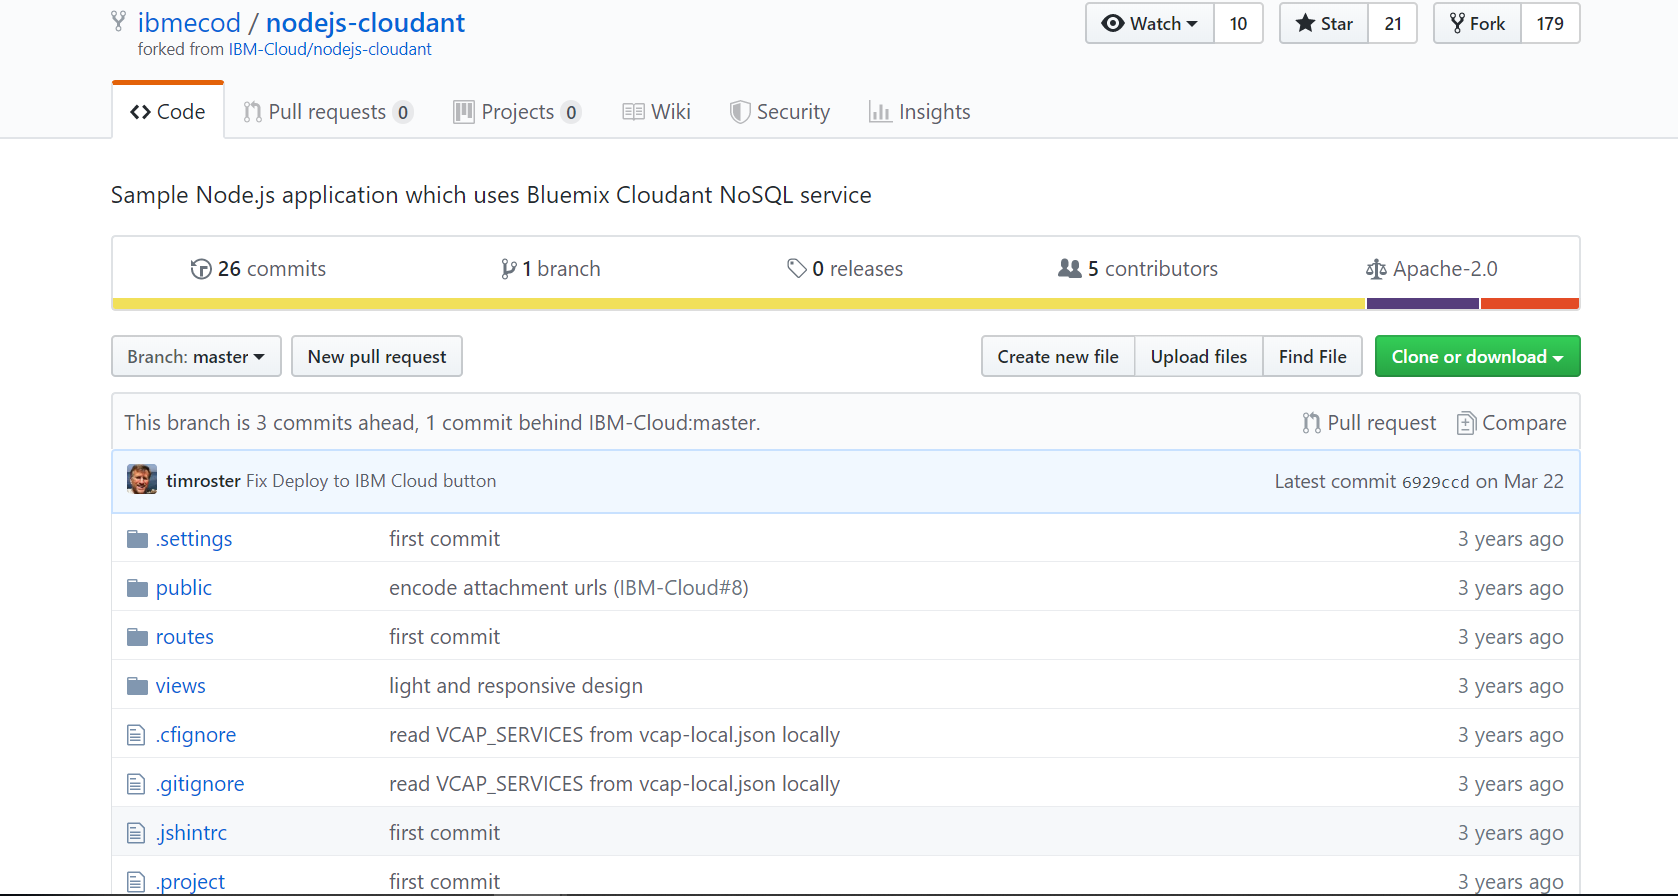 ibmecod / nodejs-cloudant
Watch 10
Star 21
Fork 179
forked from IBM-Cloud/nodejs-cloudant
<> Code
Pull requests 0
Projects 0
Wiki
Security
Insights
Sample Node.js application which uses Bluemix Cloudant NoSQL service
26 commits
1 branch
0 releases
5 contributors
Apache-2.0
Branch: master
New pull request
Create new file
Upload files
Find File
Clone or download
This branch is 3 commits ahead, 1 commit behind IBM-Cloud:master.
Pull request
Compare
timroster Fix Deploy to IBM Cloud button
Latest commit 6929ccd on Mar 22
.settings first commit 3 years ago
public encode attachment urls (IBM-Cloud#8) 3 years ago
routes first commit 3 years ago
views light and responsive design 3 years ago
.cfignore read VCAP_SERVICES from vcap-local.json locally 3 years ago
.gitignore read VCAP_SERVICES from vcap-local.json locally 3 years ago
.jshintrc first commit 3 years ago
.project first commit 3 years ago